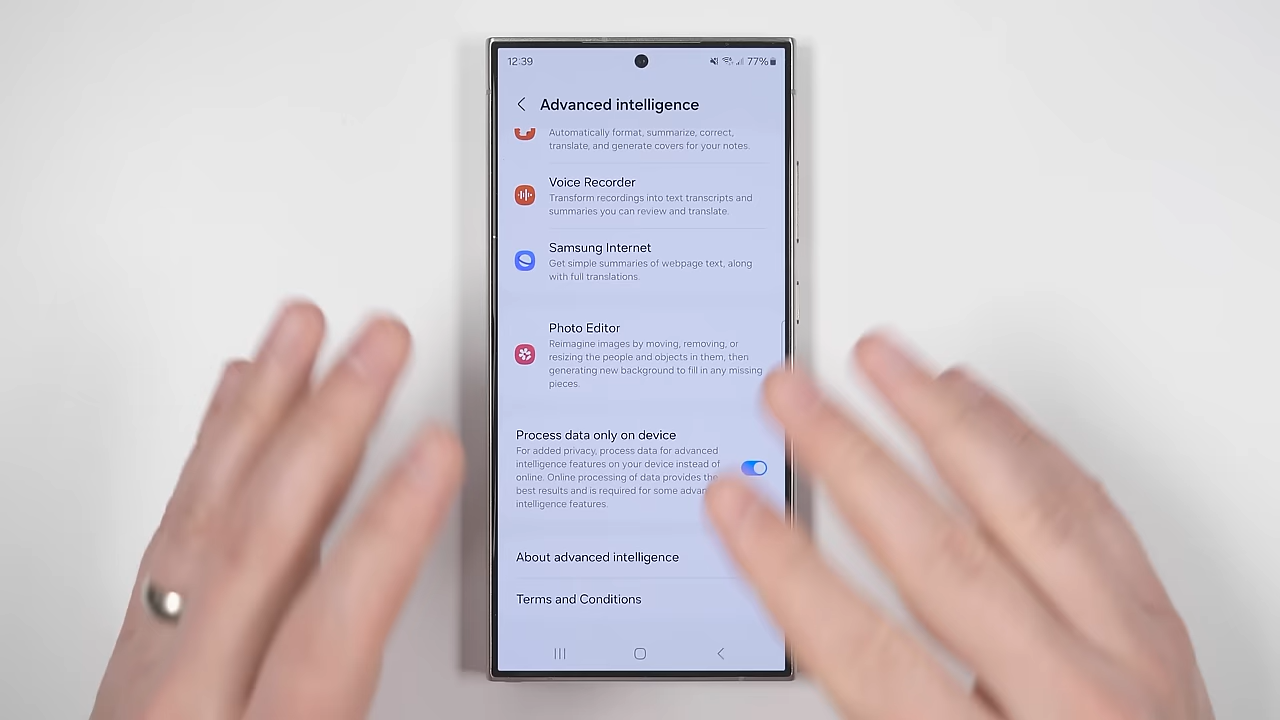 12:39
77%
Advanced intelligence
Automatically format, summarize, correct,
translate, and generate covers for your notes.
Voice Recorder
Transform recordings into text transcripts and
summaries you can review and translate.
Samsung Internet
Get simple summaries of webpage text, along
with full translations.
Photo Editor
Reimagine images by moving, removing, or
resizing the people and objects in them, then
generating new background to fill in any missing
pieces.
Process data only on device
For added privacy, process data for advanced
intelligence features on your device instead of
online. Online processing of data provides the
best results and is required for some
intelligence features.
About advanced intelligence
Terms and Conditions